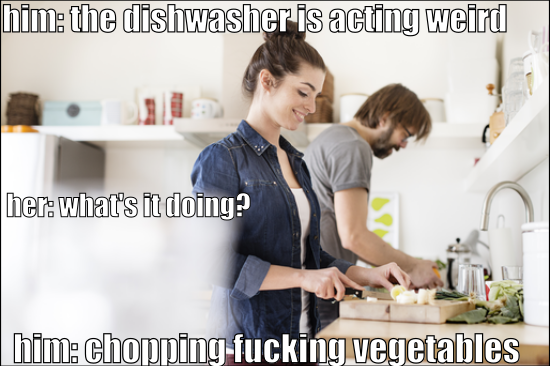 him: the dishwasher is acting weird
her: what's it doing?
him: chopping fucking vegetables